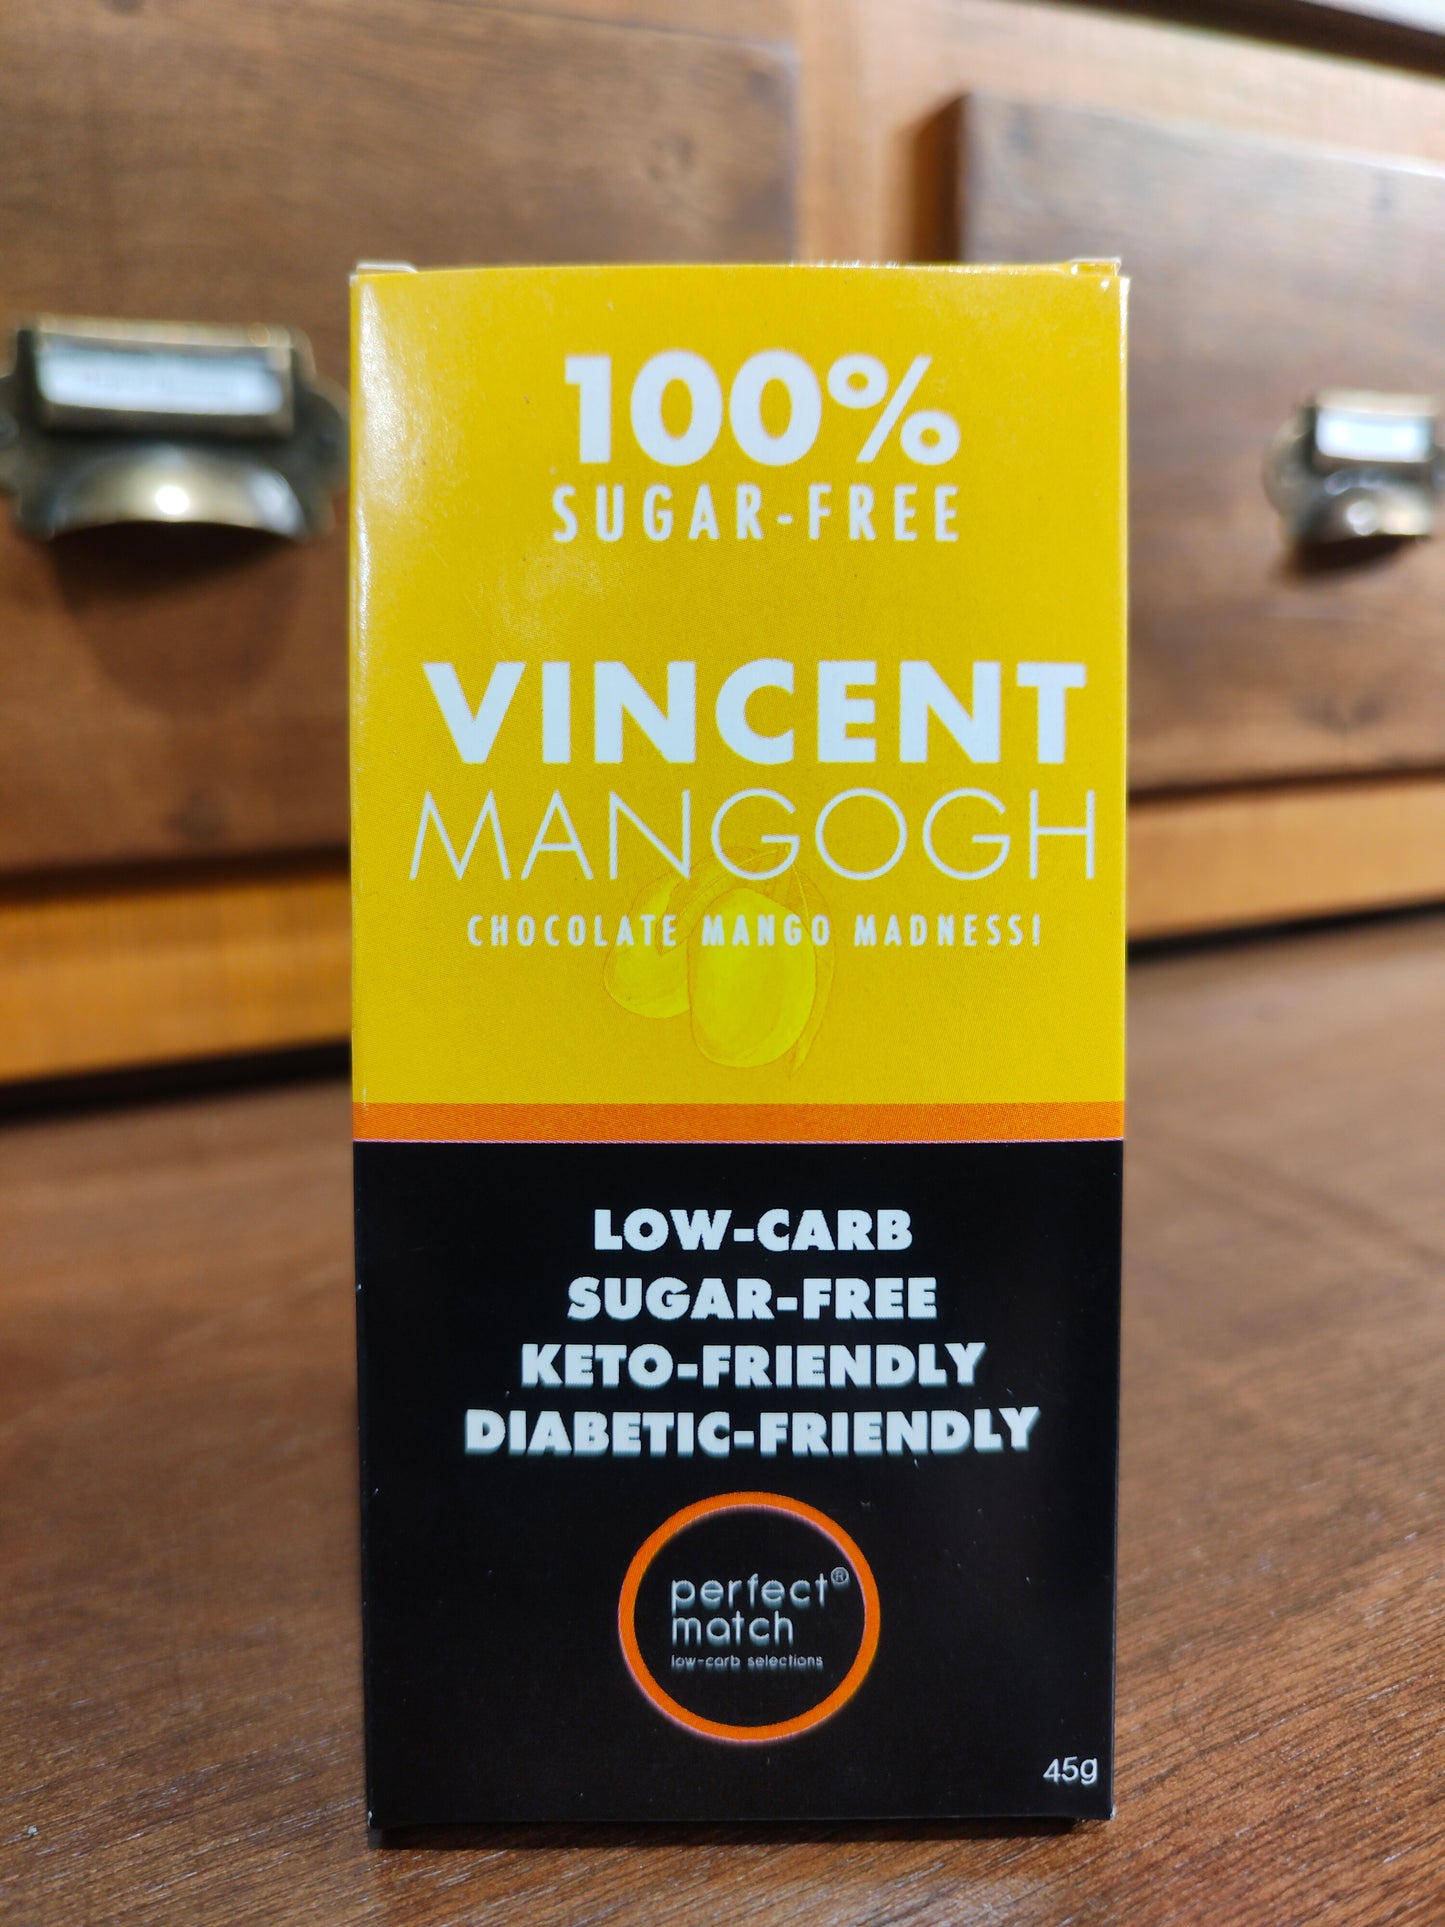 100%
SUGAR-FREE
VINCENT
MANGOGH
CHOCOLATE MANGO MADNESS!
LOW-CARB
SUGAR-FREE
KETO-FRIENDLY
DIABETIC-FRIENDLY
perfect®
match
low-carb selections
45g